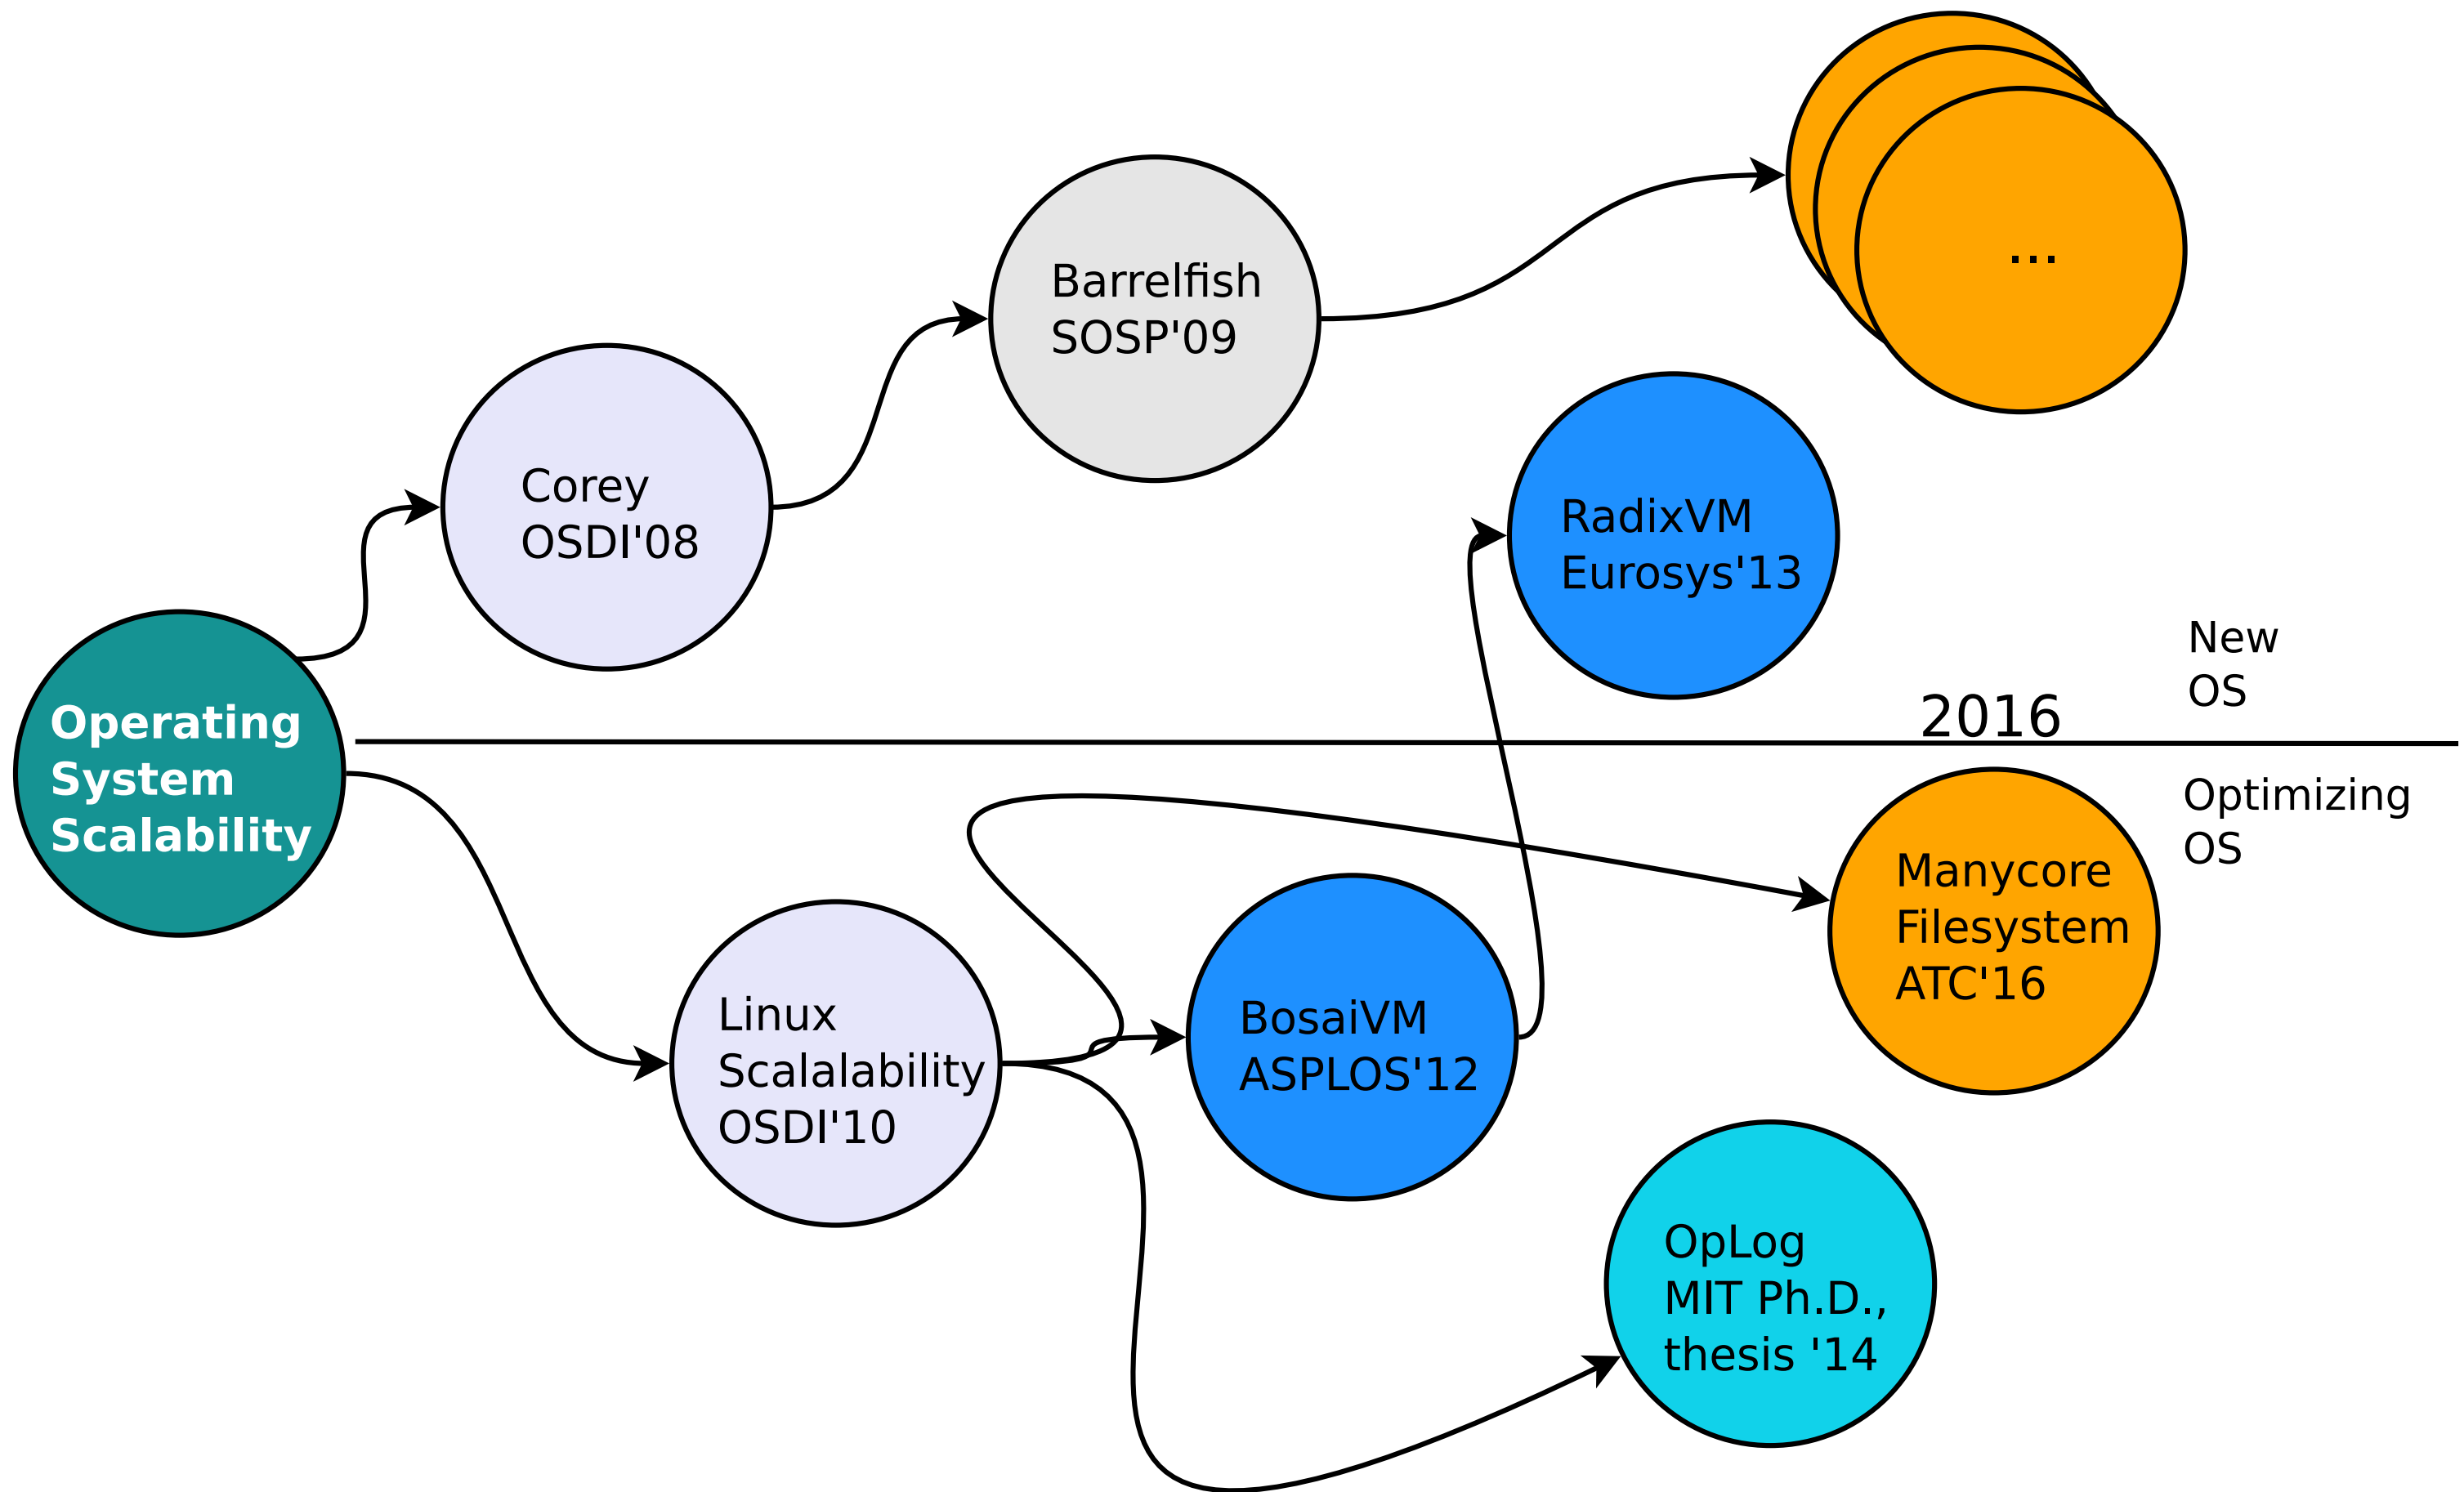 ...
Barrelfish
SOSP'09
Corey
OSDI'08
RadixVM
Eurosys'13
New
OS
2016
Operating
System
Scalability
Optimizing
OS
Manycore
Filesystem
ATC'16
Linux
Scalalability
OSDI'10
BosaiVM
ASPLOS'12
OpLog
MIT Ph.D.,
thesis '14